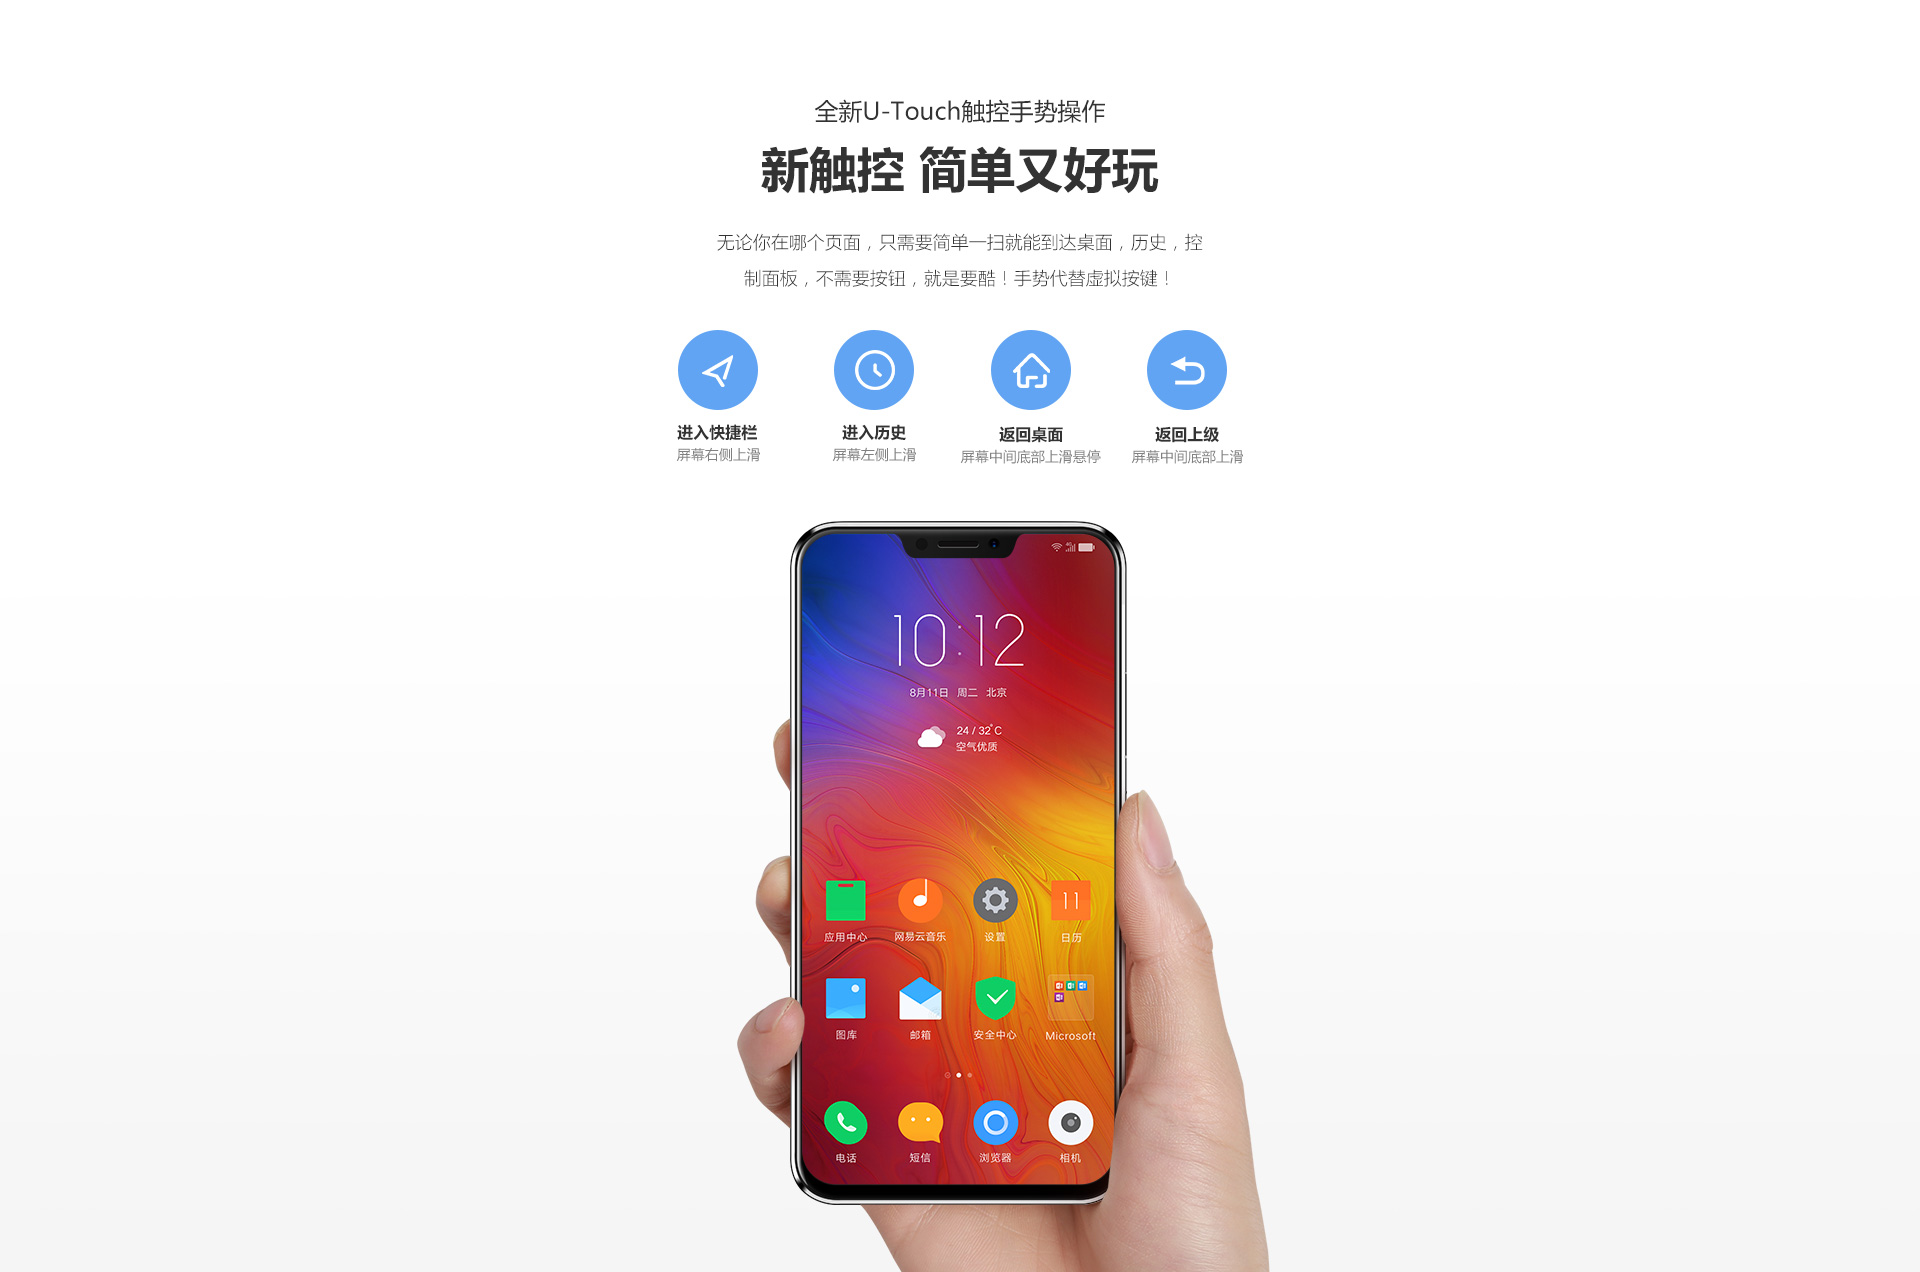 全新U-Touch触控手势操作
新触控 简单又好玩
无论你在哪个页面，只需要简单一扫就能到达桌面，历史，控
制面板，不需要按钮，就是要酷！手势代替虚拟按键！
进入快捷栏 进入历史 返回桌面 返回上级
屏幕右侧上滑 屏幕左侧上滑 屏幕中间底部上滑悬停 屏幕中间底部上滑
10:12
8月11日 周二 北京
24 / 32°C
空气优质
11
应用中心 网易云音乐 设置 日历
图库 邮箱 安全中心 Microsoft
电话 短信 浏览器 相机